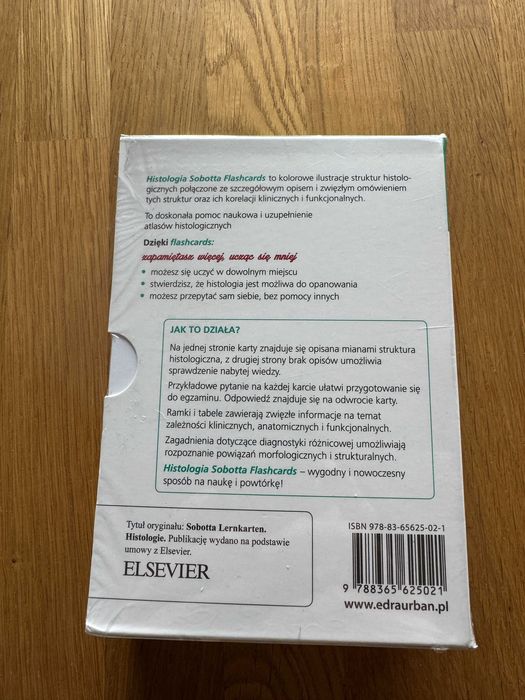 Histologia Sobotta Flashcards to kolorowe ilustracje struktur histolo-
gicznych połączone ze szczegółowym opisem i zwięzłym omówieniem
tych struktur oraz ich korelacji klinicznych i funkcjonalnych.
To doskonała pomoc naukowa i uzupełnienie
atlasów histologicznych
Dzięki flashcards:
zapamiętasz więcej, ucząc się mniej
• możesz się uczyć w dowolnym miejscu
• stwierdzisz, że histologia jest możliwa do opanowania
• możesz przepytać sam siebie, bez pomocy innych
JAK TO DZIAŁA?
Na jednej stronie karty znajduje się opisana mianami struktura
histologiczna, z drugiej strony brak opisów umożliwia
sprawdzenie nabytej wiedzy.
Przykładowe pytanie na każdej karcie ułatwi przygotowanie się
do egzaminu. Odpowiedź znajduje się na odwrocie karty.
Ramki i tabele zawierają zwięzłe informacje na temat
zależności klinicznych, anatomicznych i funkcjonalnych.
Zagadnienia dotyczące diagnostyki różnicowej umożliwiają
rozpoznanie powiązań morfologicznych i strukturalnych.
Histologia Sobotta Flashcards – wygodny i nowoczesny
sposób na naukę i powtórkę!
Tytuł oryginału: Sobotta Lernkarten.
Histologie. Publikację wydano na podstawie
umowy z Elsevier.
ELSEVIER
ISBN 978-83-65625-02-1
9 788365 625021
www.edraurban.pl